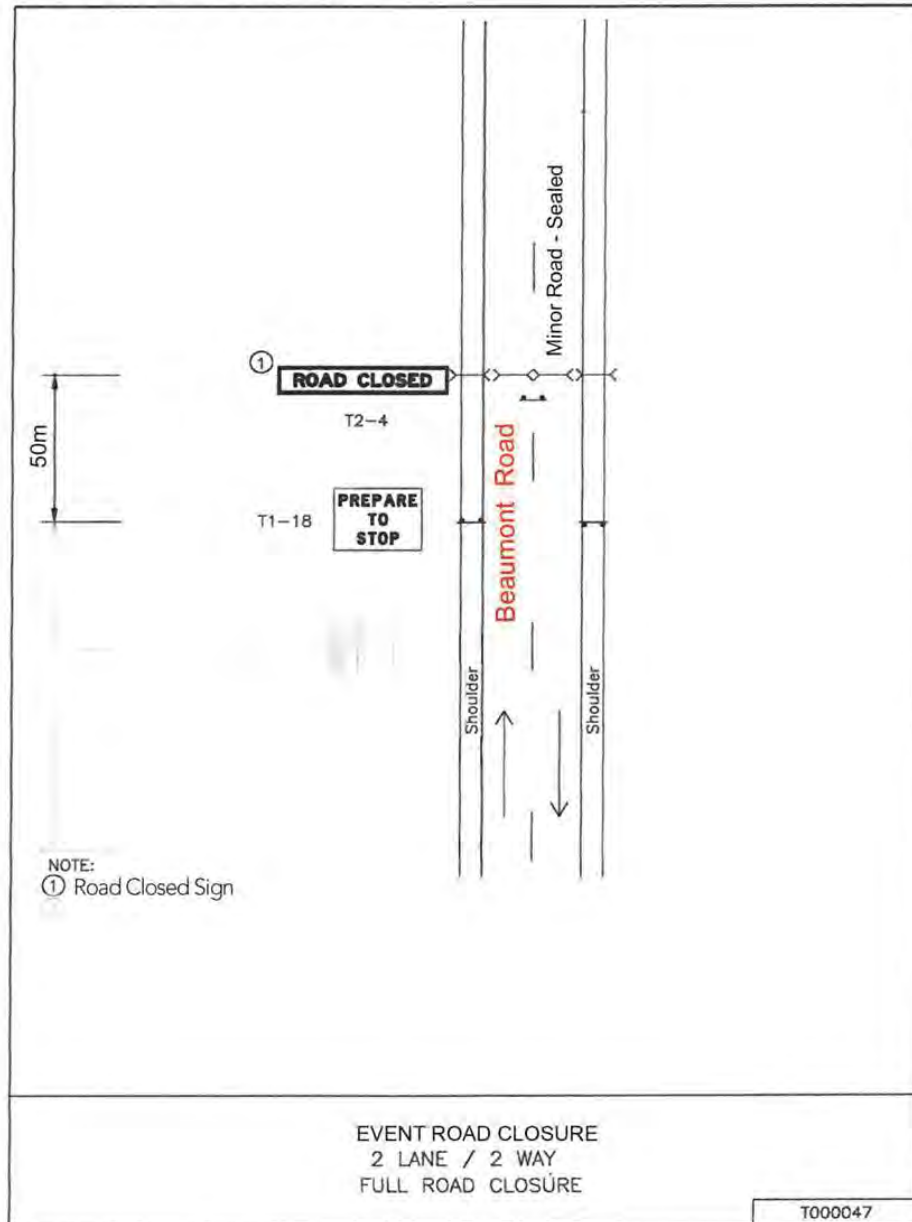 Minor Road - Sealed
①
ROAD CLOSED
T2-4
50m
Beaumont Road
T1-18
PREPARE
TO
STOP
Shoulder
Shoulder
NOTE:
① Road Closed Sign
EVENT ROAD CLOSURE
2 LANE / 2 WAY
FULL ROAD CLOSURE
T000047